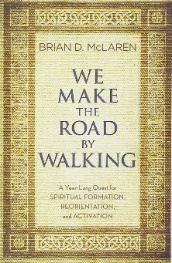 BRIAN D. McLAREN
WE
MAKE
THE
ROAD
BY
WALKING
A Year-Long Quest for
SPIRITUAL FORMATION,
REORIENTATION,
and ACTIVATION